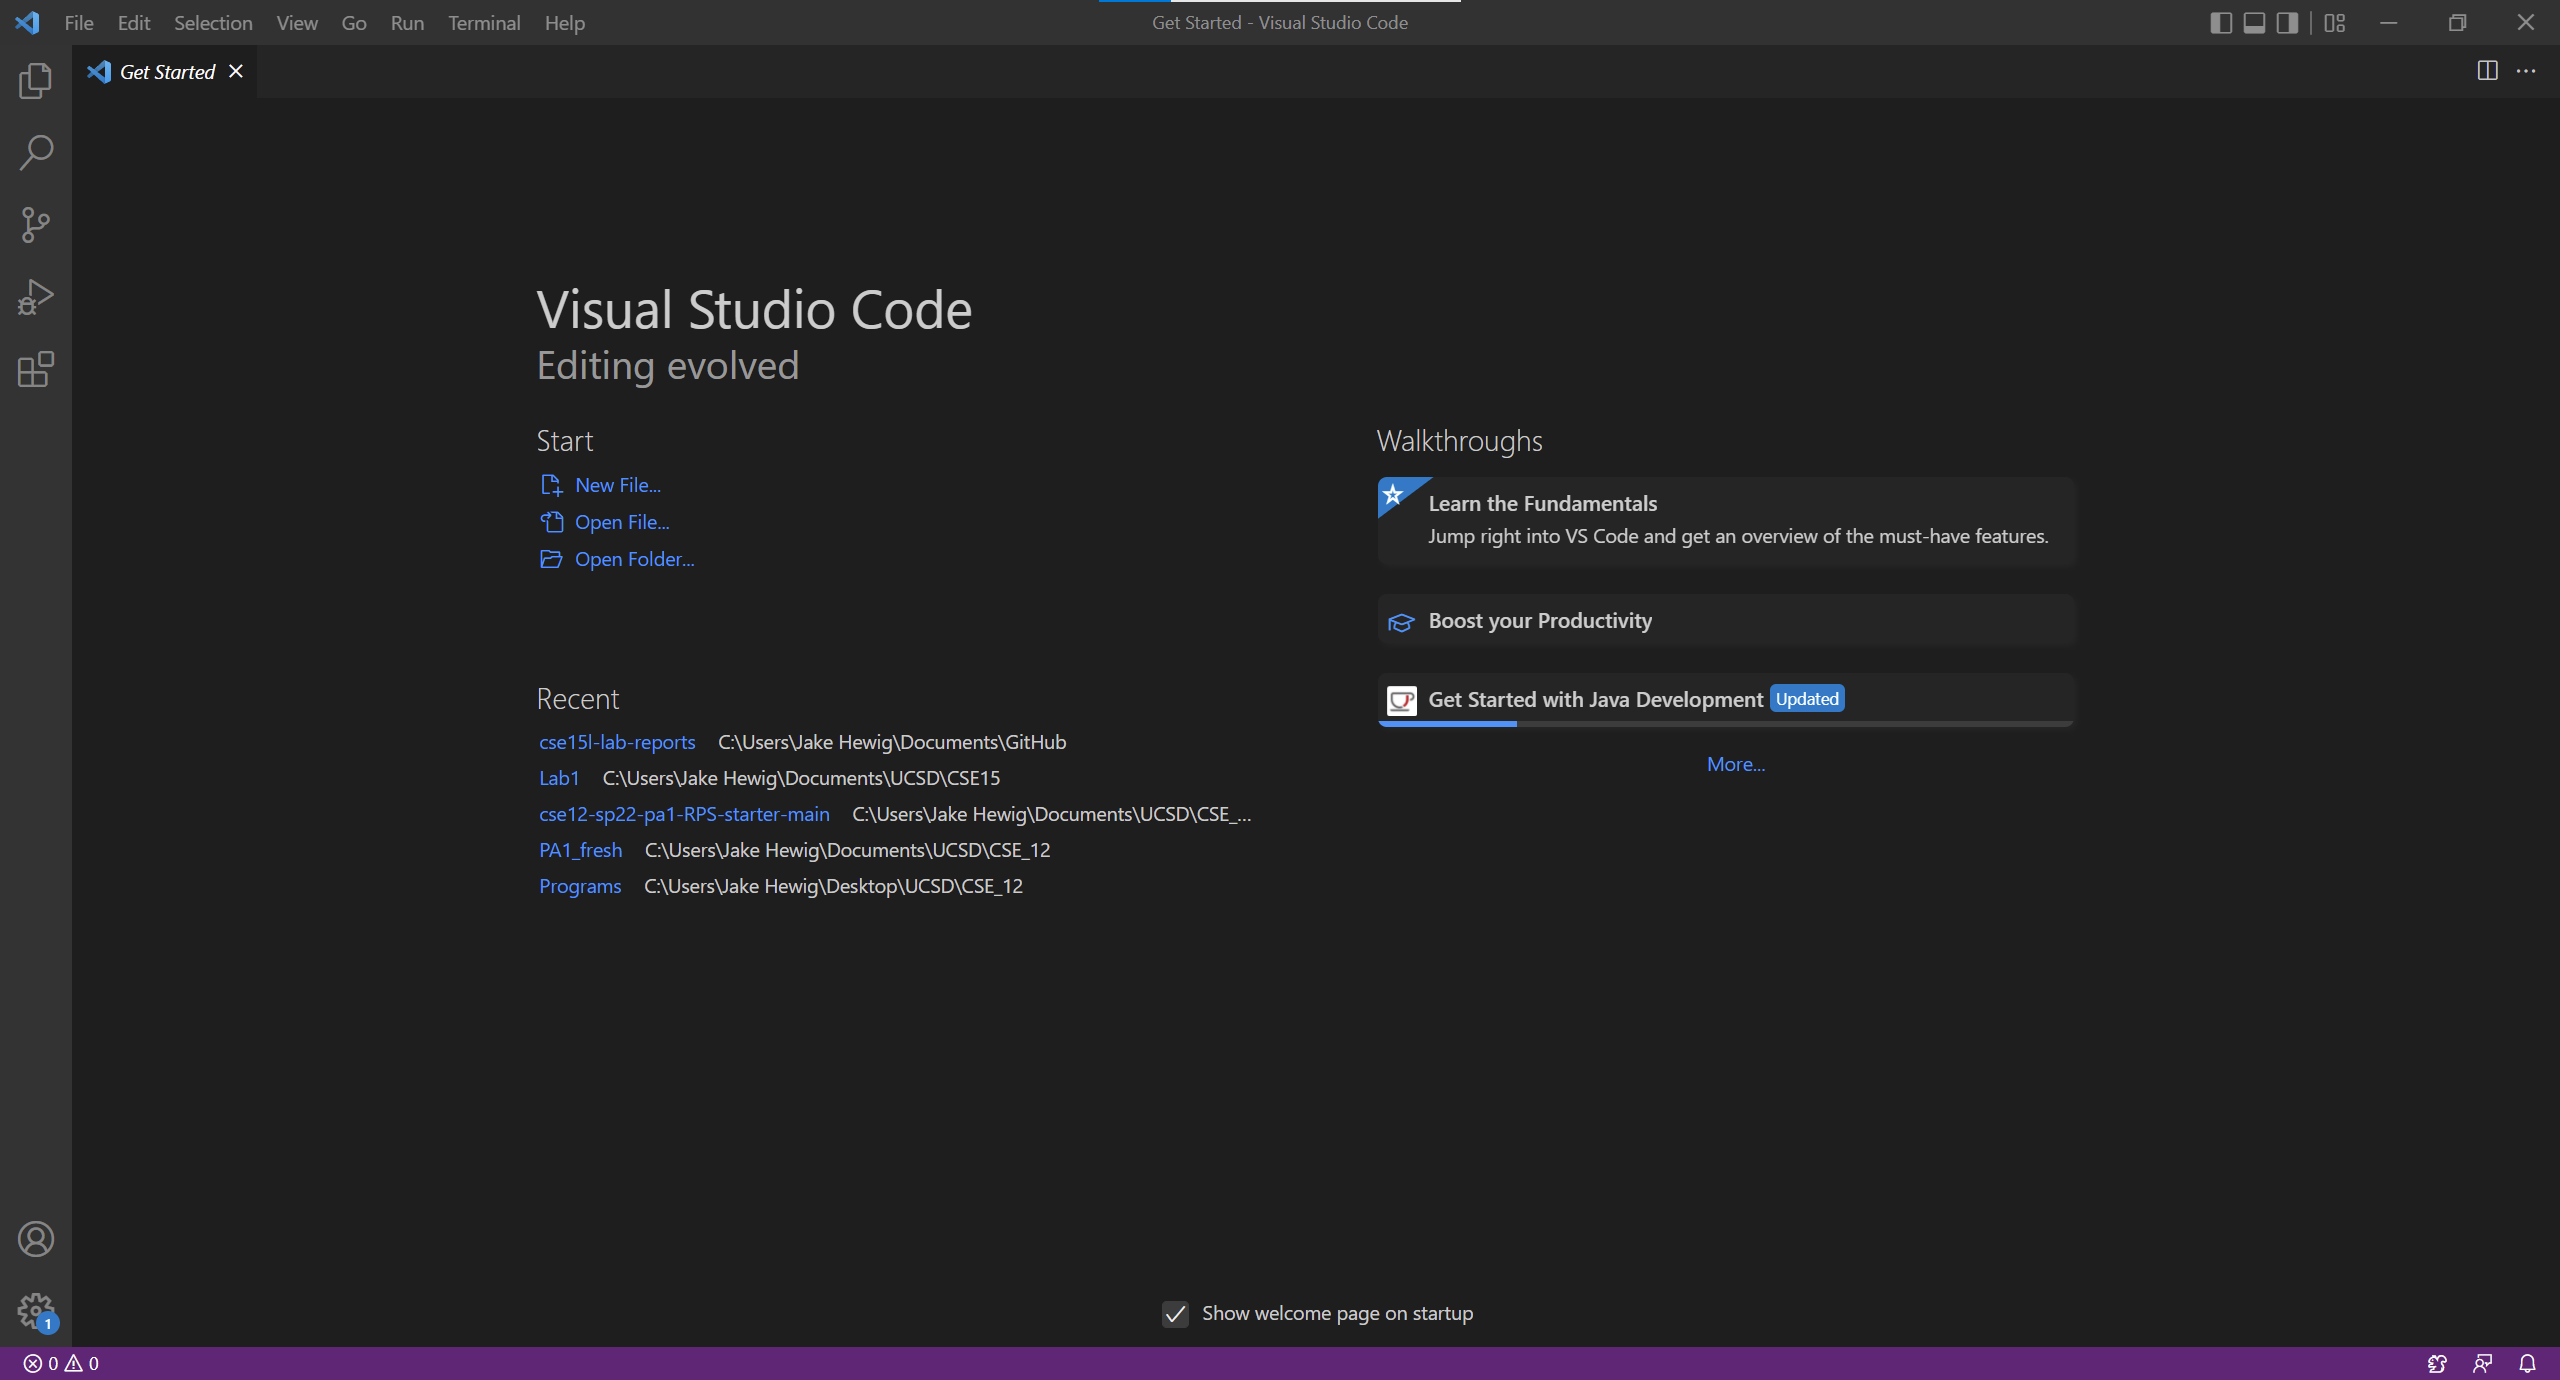 File Edit Selection View Go Run Terminal Help
Get Started - Visual Studio Code
Get Started
Visual Studio Code
Editing evolved
Start
New File...
Open File...
Open Folder...
Recent
cse15l-lab-reports C:\Users\Jake Hewig\Documents\GitHub
Lab1 C:\Users\Jake Hewig\Documents\UCSD\CSE15
cse12-sp22-pa1-RPS-starter-main C:\Users\Jake Hewig\Documents\UCSD\CSE_...
PA1_fresh C:\Users\Jake Hewig\Documents\UCSD\CSE_12
Programs C:\Users\Jake Hewig\Desktop\UCSD\CSE_12
Walkthroughs
Learn the Fundamentals
Jump right into VS Code and get an overview of the must-have features.
Boost your Productivity
Get Started with Java Development Updated
More...
Show welcome page on startup
1
0 0